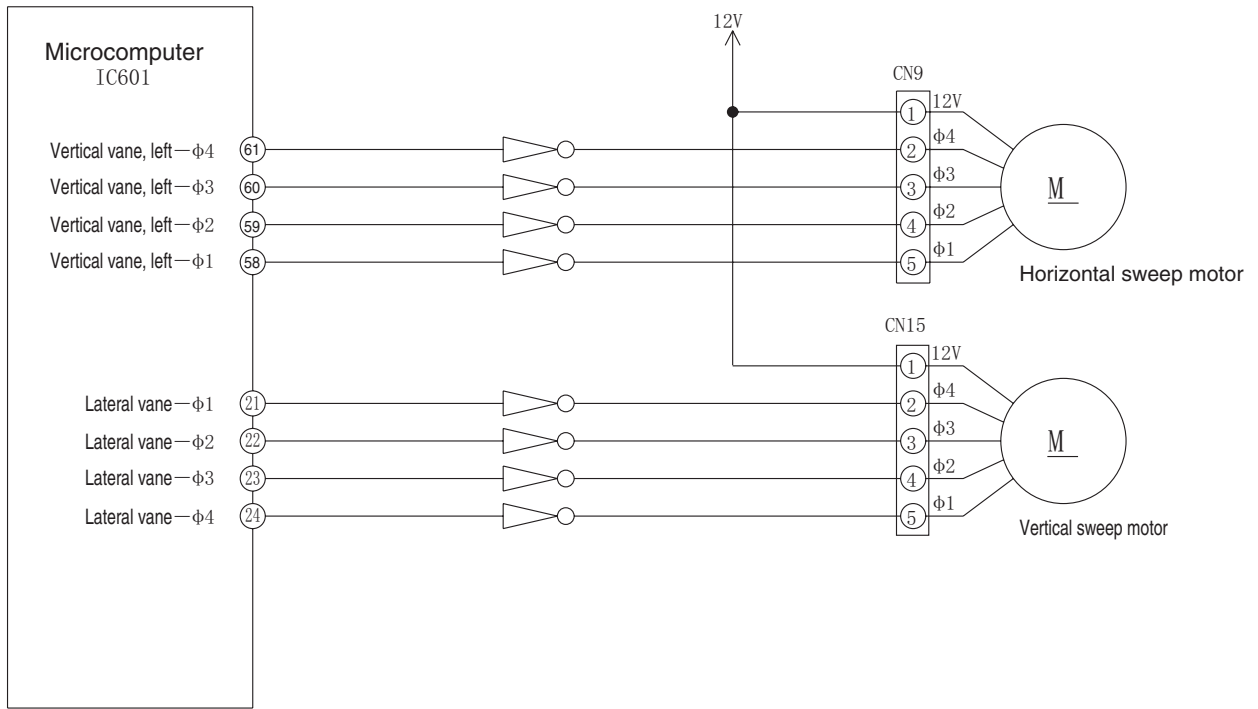 12V
Microcomputer
IC601
CN9
1 12V
Vertical vane, left—φ4 61 2 φ4
Vertical vane, left—φ3 60 3 φ3
Vertical vane, left—φ2 59 4 φ2
Vertical vane, left—φ1 58 5 φ1
M
Horizontal sweep motor
CN15
1 12V
Lateral vane—φ1 21 2 φ4
Lateral vane—φ2 22 3 φ3
Lateral vane—φ3 23 4 φ2
Lateral vane—φ4 24 5 φ1
M
Vertical sweep motor